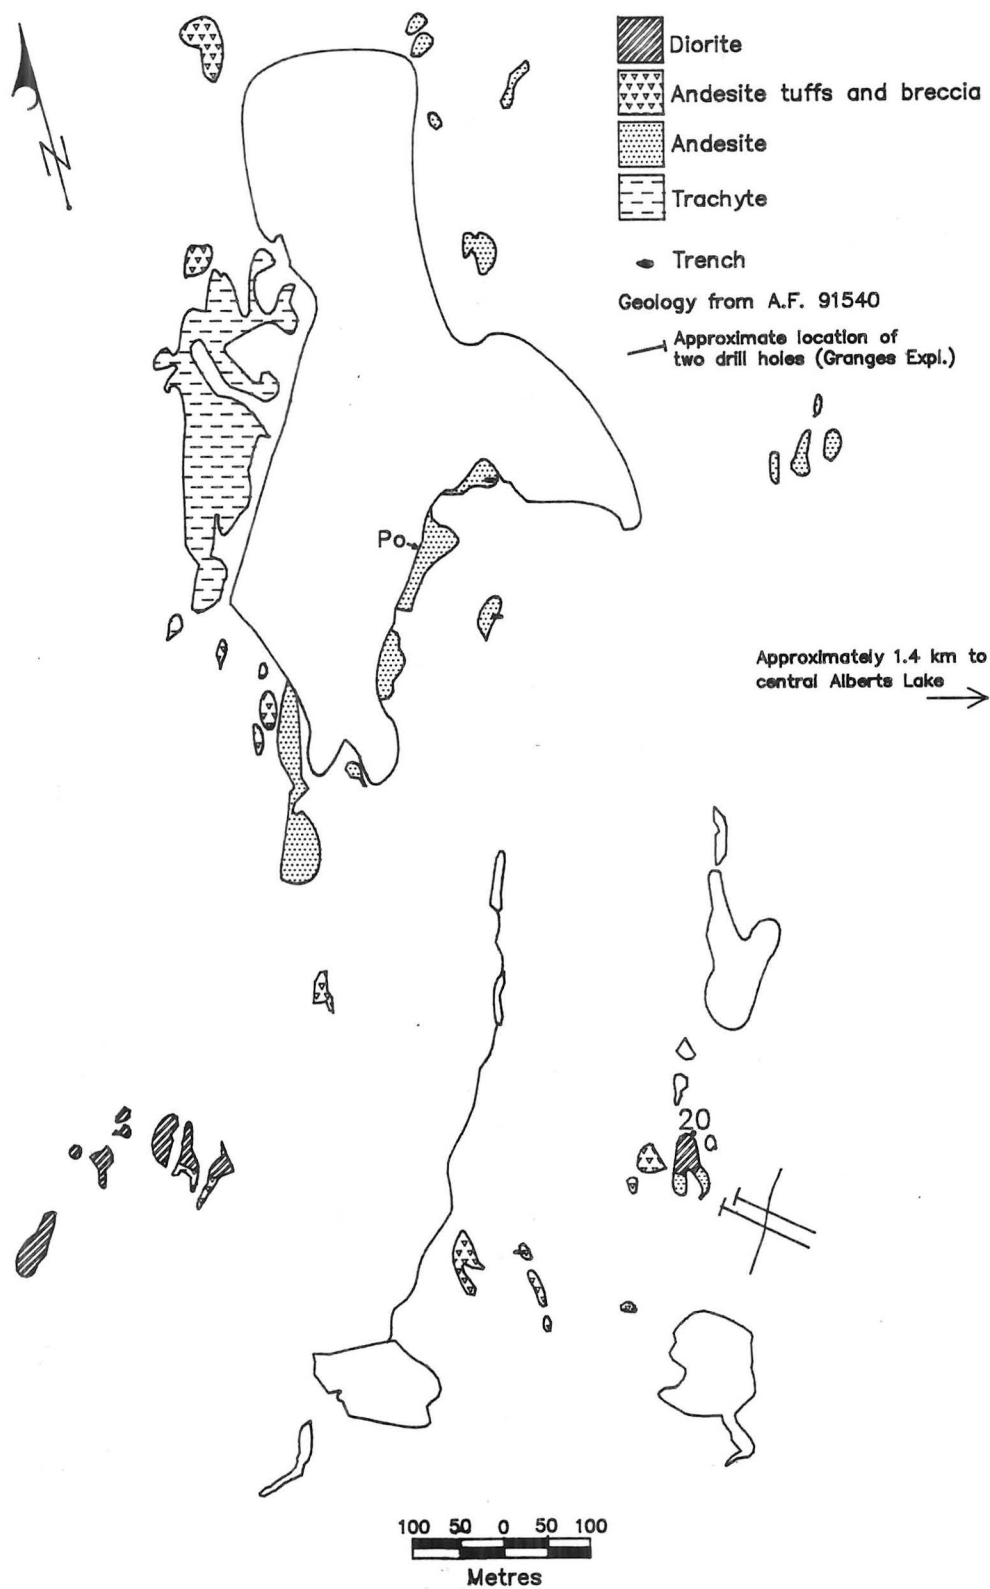 Diorite
Andesite tuffs and breccia
Andesite
Trachyte
Trench
Geology from A.F. 91540
Approximate location of
two drill holes (Granges Expl.)
N
Po
Approximately 1.4 km to
central Alberts Lake
20
100 50 0 50 100
Metres